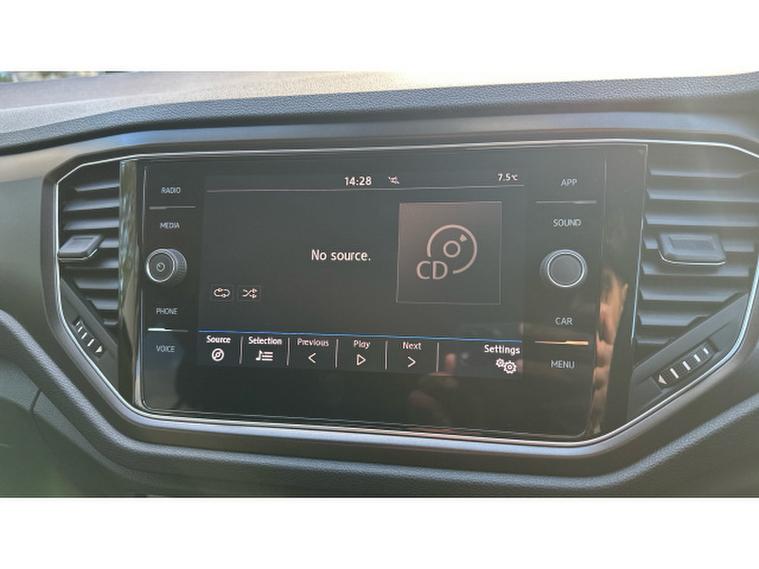 14:28 7.5°C
RADIO
MEDIA
PHONE
VOICE
No source.
CD
Source Selection Previous Play Next Settings
APP
SOUND
CAR
MENU